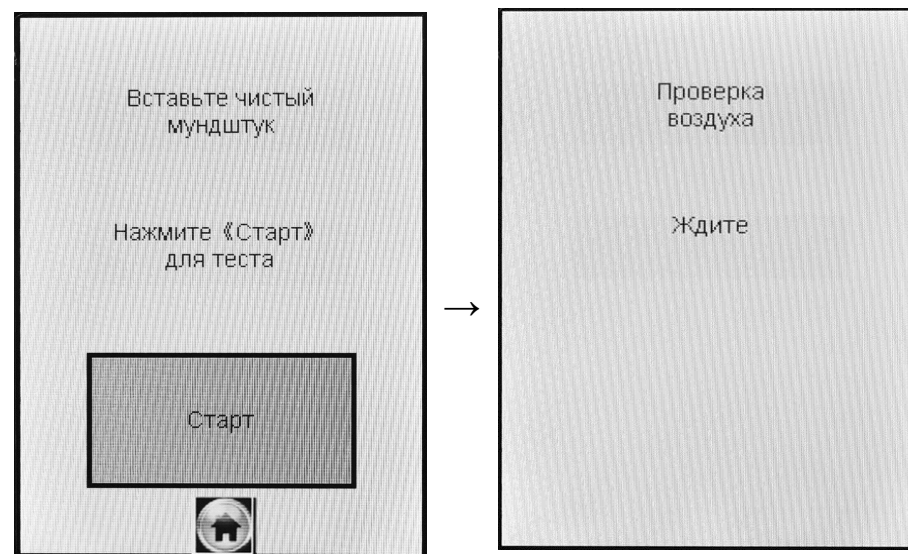 Вставьте чистый
мундштук
Нажмите 《Старт》
для теста
Старт
→
Проверка
воздуха
Ждите